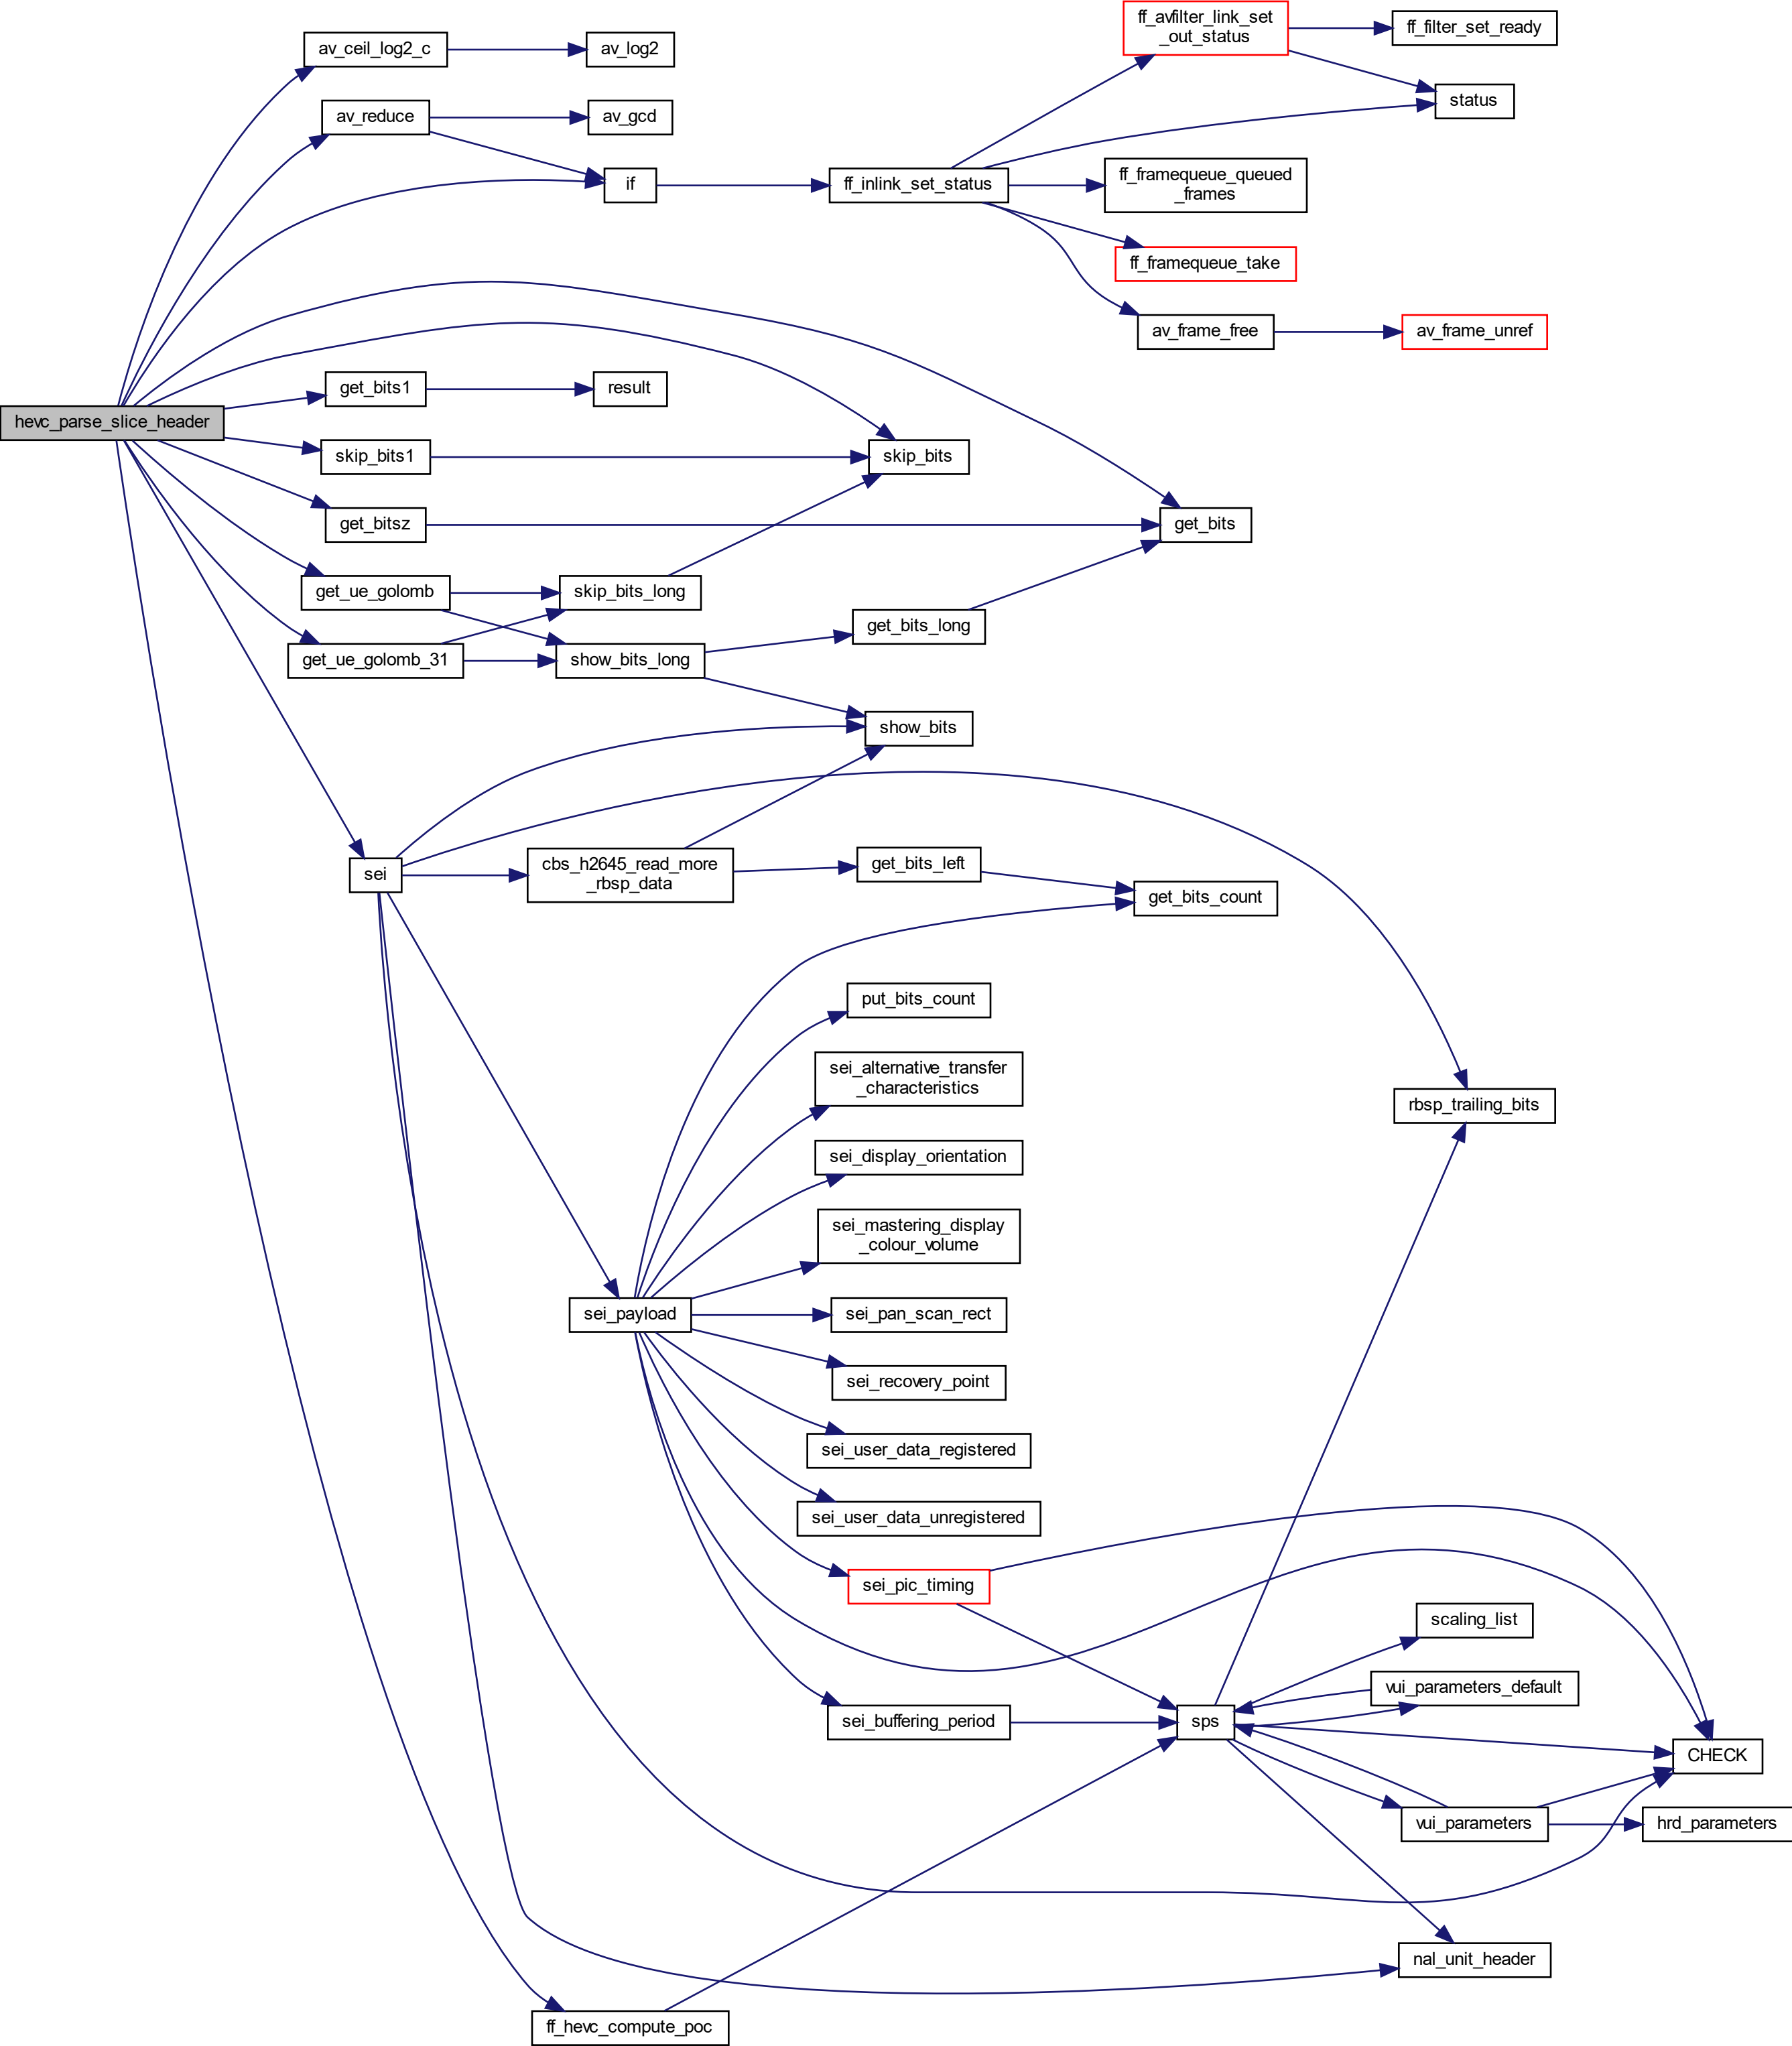 ff_avfilter_link_set
_out_status
ff_filter_set_ready
av_ceil_log2_c
av_log2
status
av_reduce
av_gcd
if
ff_inlink_set_status
ff_framequeue_queued
_frames
ff_framequeue_take
av_frame_free
av_frame_unref
get_bits1
result
hevc_parse_slice_header
skip_bits1
skip_bits
get_bitsz
get_bits
get_ue_golomb
skip_bits_long
get_bits_long
get_ue_golomb_31
show_bits_long
show_bits
sei
cbs_h2645_read_more
_rbsp_data
get_bits_left
get_bits_count
put_bits_count
sei_alternative_transfer
_characteristics
rbsp_trailing_bits
sei_display_orientation
sei_mastering_display
_colour_volume
sei_payload
sei_pan_scan_rect
sei_recovery_point
sei_user_data_registered
sei_user_data_unregistered
sei_pic_timing
scaling_list
vui_parameters_default
sei_buffering_period
sps
CHECK
vui_parameters
hrd_parameters
nal_unit_header
ff_hevc_compute_poc